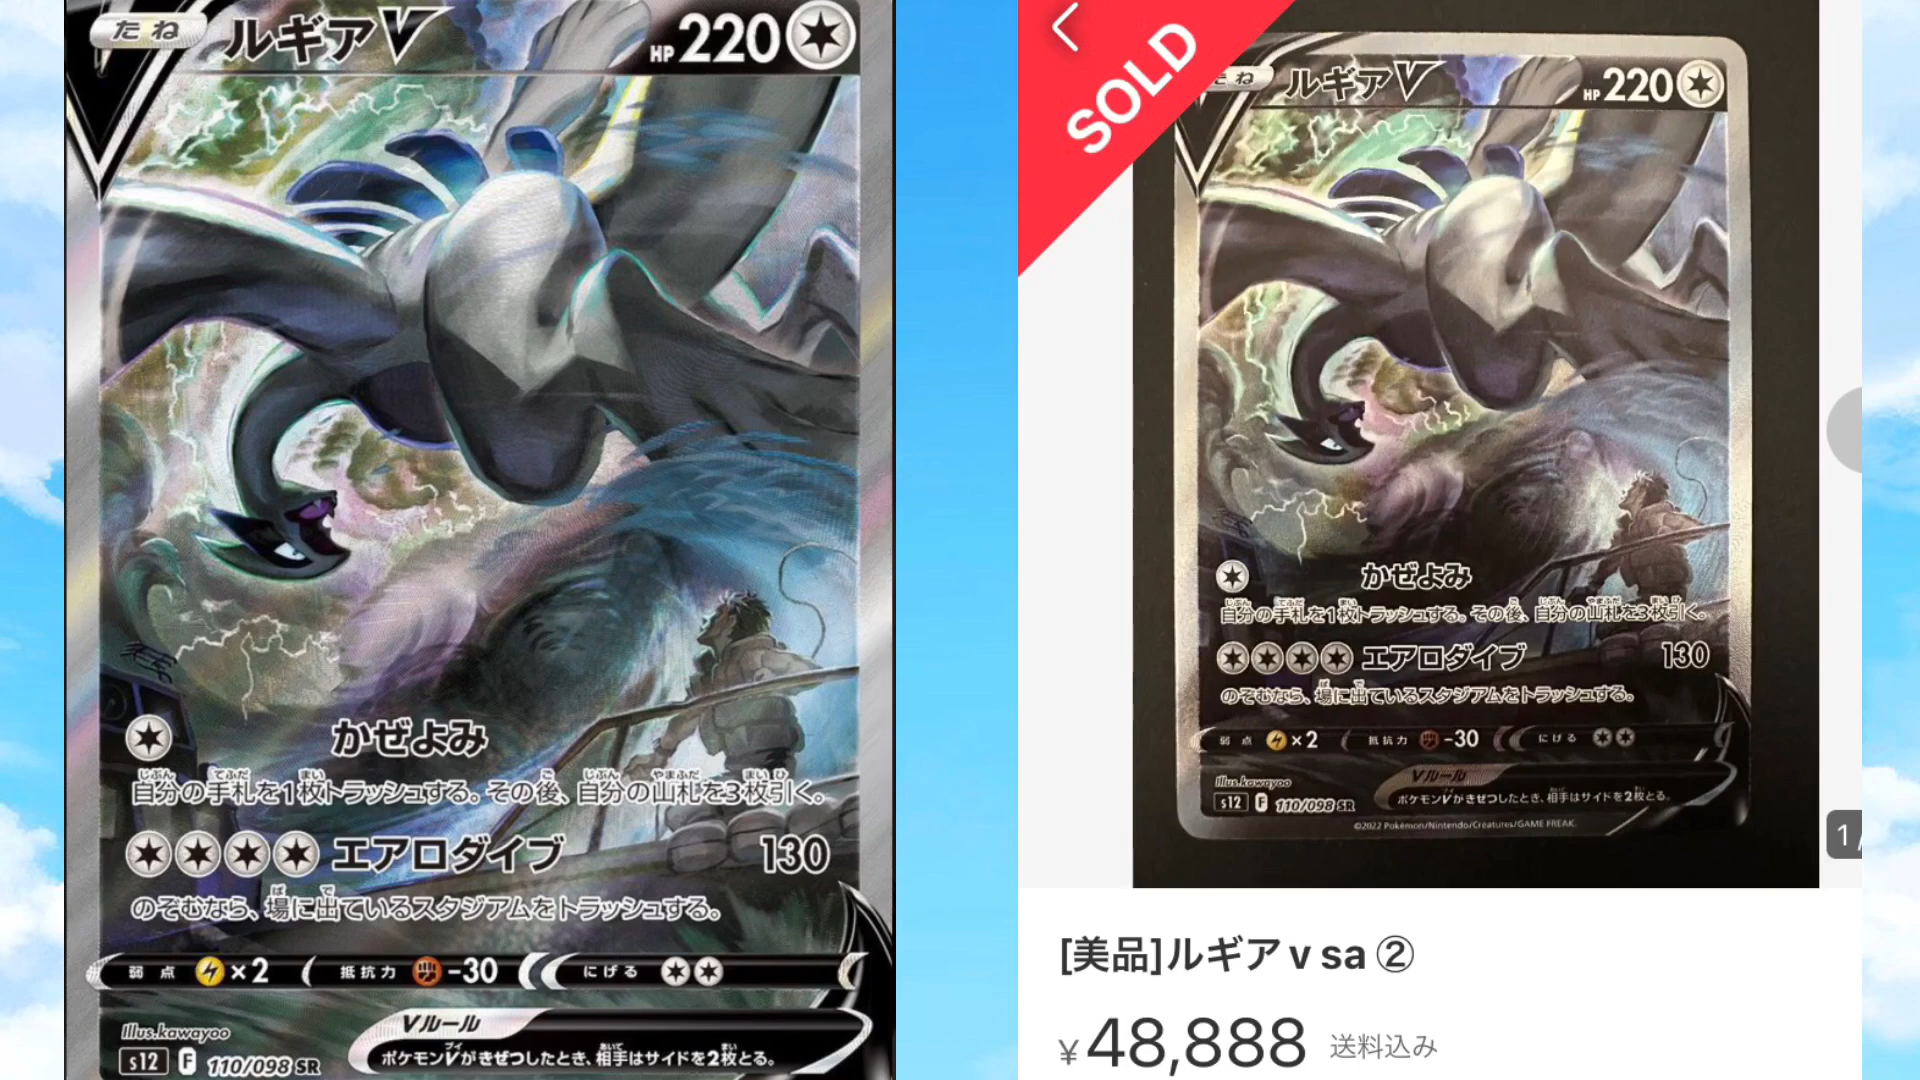 たね ルギアV HP220
かぜよみ
自分の手札を1枚トラッシュする。その後、自分の山札を3枚引く。
エアロダイブ 130
のぞむなら、場に出ているスタジアムをトラッシュする。
弱点 ×2 抵抗力 -30 にげる
Illus.kawayoo
Vルール
s12 F 110/098 SR
ポケモンVがきぜつしたとき、相手はサイドを2枚とる。
SOLD
たね ルギアV HP220
かぜよみ
自分の手札を1枚トラッシュする。その後、自分の山札を3枚引く。
エアロダイブ 130
のぞむなら、場に出ているスタジアムをトラッシュする。
弱点 ×2 抵抗力 -30 にげる
Illus.kawayoo
Vルール
s12 F 110/098 SR
ポケモンVがきぜつしたとき、相手はサイドを2枚とる。
©2022 Pokémon/Nintendo/Creatures/GAME FREAK.
1/
[美品]ルギアv sa ②
¥48,888 送料込み